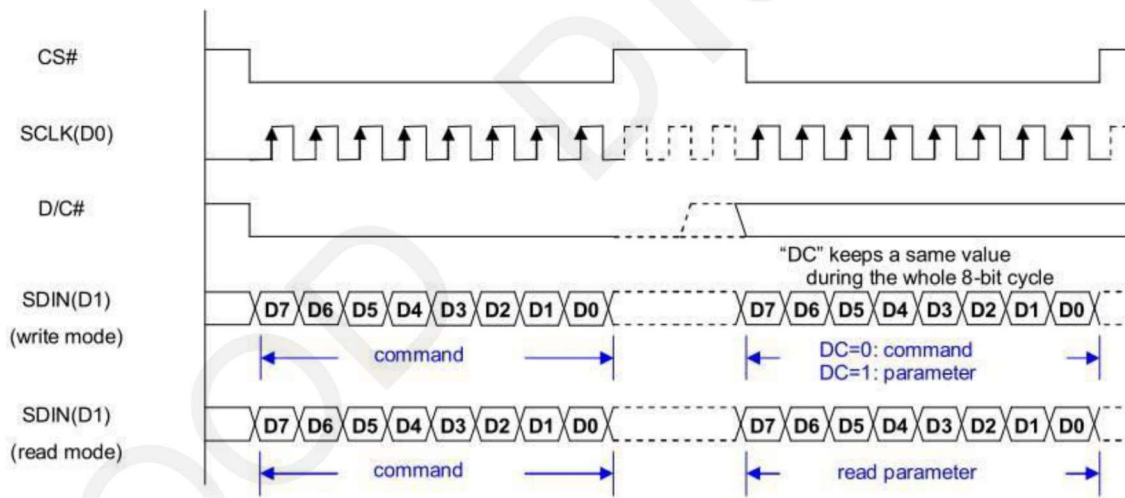 CS#
SCLK(D0)
D/C#
"DC" keeps a same value
during the whole 8-bit cycle
SDIN(D1)
(write mode)
D7 D6 D5 D4 D3 D2 D1 D0
D7 D6 D5 D4 D3 D2 D1 D0
command
DC=0: command
DC=1: parameter
SDIN(D1)
(read mode)
D7 D6 D5 D4 D3 D2 D1 D0
D7 D6 D5 D4 D3 D2 D1 D0
command
read parameter